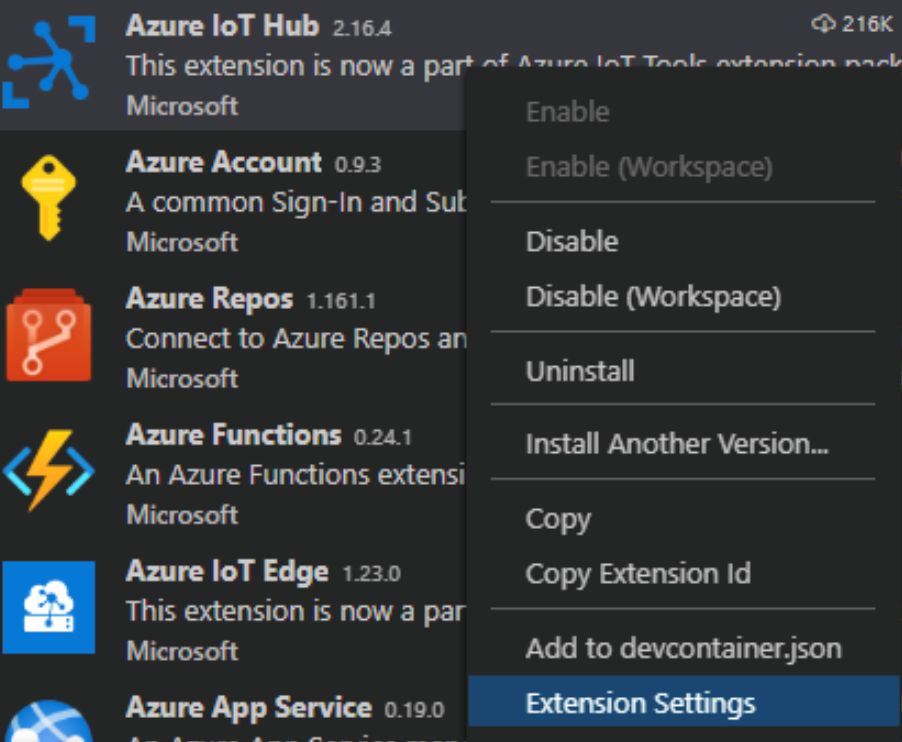 Azure IoT Hub 2.16.4 216K
This extension is now a part of Azure IoT Tools extension pack
Microsoft
Enable
Azure Account 0.9.3
Enable (Workspace)
A common Sign-In and Sub
Microsoft
Disable
Azure Repos 1.161.1
Disable (Workspace)
Connect to Azure Repos an
Microsoft
Uninstall
Azure Functions 0.24.1
Install Another Version...
An Azure Functions extensi
Microsoft
Copy
Azure IoT Edge 1.23.0
Copy Extension Id
This extension is now a par
Microsoft
Add to devcontainer.json
Azure App Service 0.19.0
Extension Settings
An Azure App Service